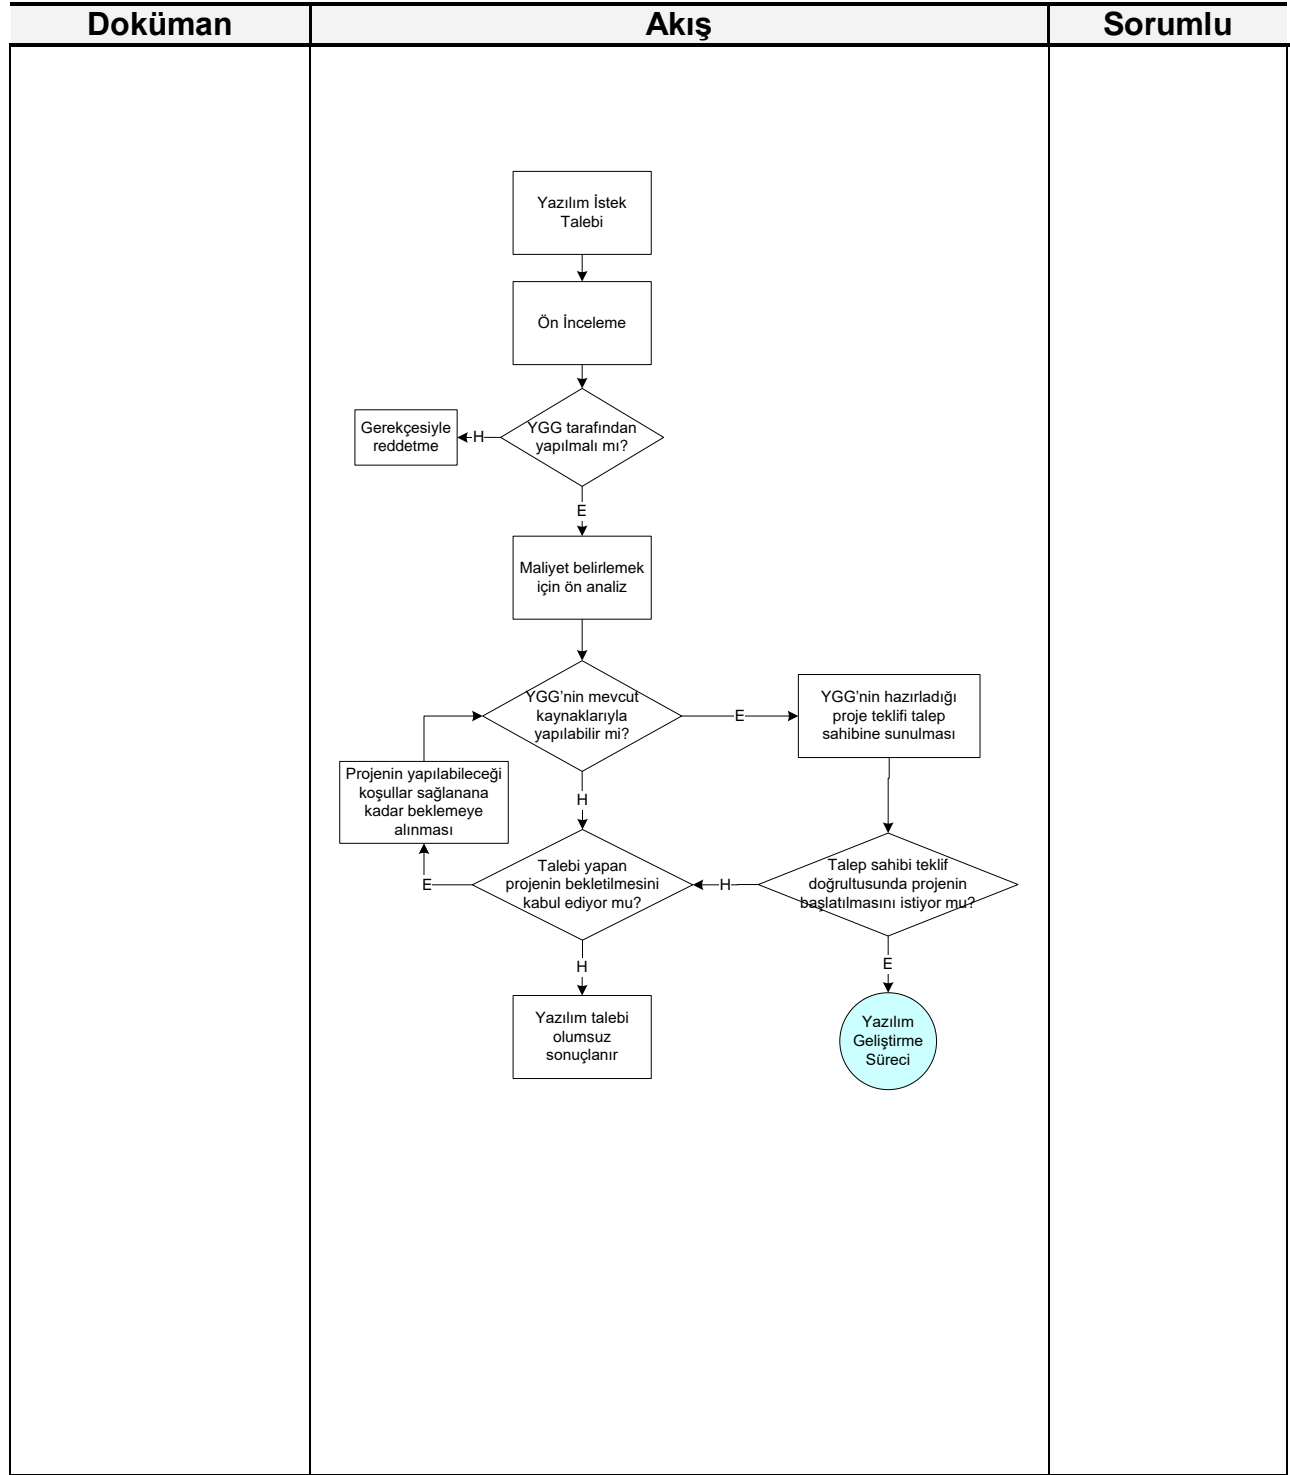 Doküman
Akış
Sorumlu
Yazılım İstek
Talebi
Ön İnceleme
YGG tarafından
yapılmalı mı?
H
Gerekçesiyle
reddetme
E
Maliyet belirlemek
için ön analiz
YGG’nin mevcut
kaynaklarıyla
yapılabilir mi?
E
YGG’nin hazırladığı
proje teklifi talep
sahibine sunulması
Projenin yapılabileceği
koşullar sağlanana
kadar beklemeye
alınması
H
Talebi yapan
projenin bekletilmesini
kabul ediyor mu?
E
H
Talep sahibi teklif
doğrultusunda projenin
başlatılmasını istiyor mu?
H
E
Yazılım talebi
olumsuz
sonuçlanır
Yazılım
Geliştirme
Süreci